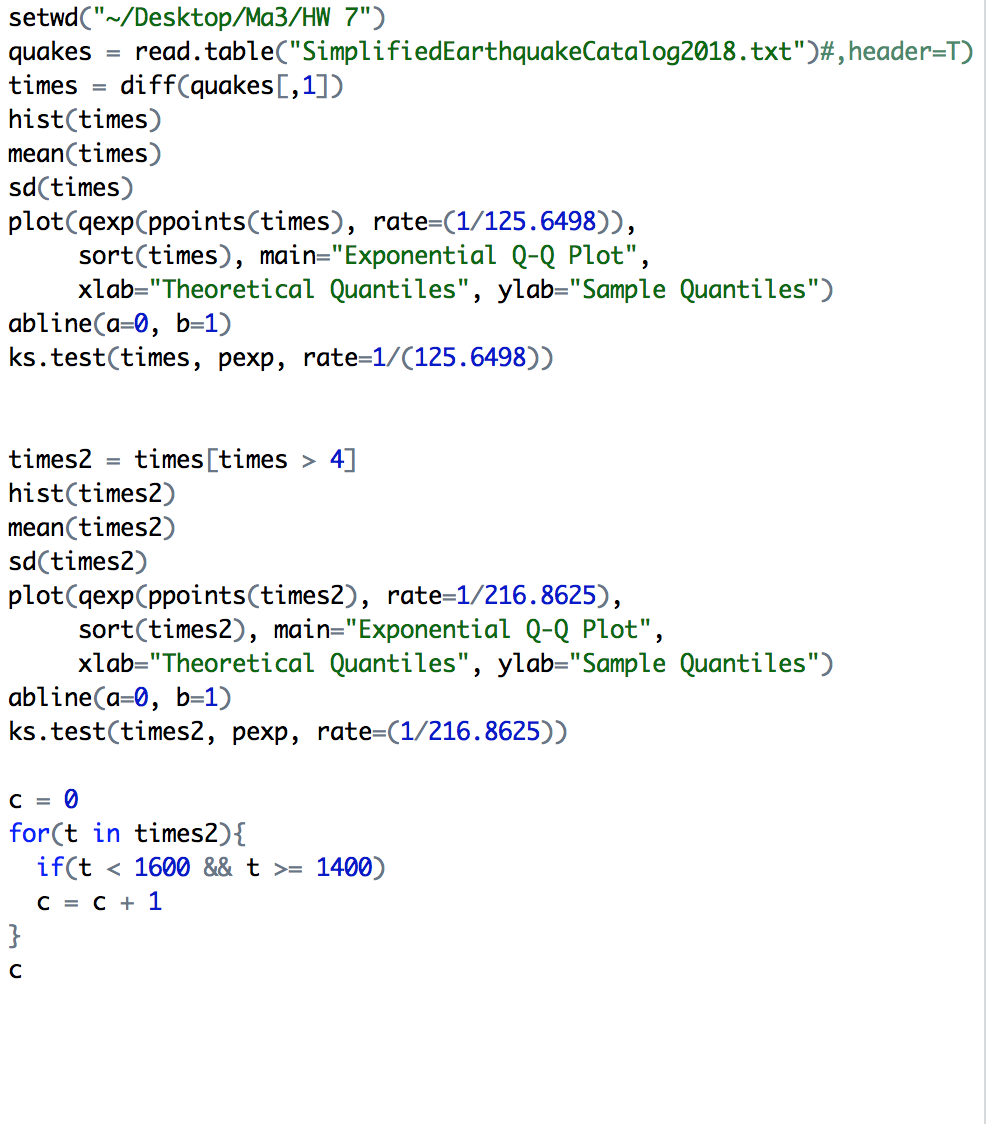 setwd("~/Desktop/Ma3/HW 7")
quakes = read.table("SimplifiedEarthquakeCatalog2018.txt")#,header=T)
times = diff(quakes[,1])
hist(times)
mean(times)
sd(times)
plot(qexp(ppoints(times), rate=(1/125.6498)),
     sort(times), main="Exponential Q-Q Plot",
     xlab="Theoretical Quantiles", ylab="Sample Quantiles")
abline(a=0, b=1)
ks.test(times, pexp, rate=1/(125.6498))
times2 = times[times > 4]
hist(times2)
mean(times2)
sd(times2)
plot(qexp(ppoints(times2), rate=1/216.8625),
     sort(times2), main="Exponential Q-Q Plot",
     xlab="Theoretical Quantiles", ylab="Sample Quantiles")
abline(a=0, b=1)
ks.test(times2, pexp, rate=(1/216.8625))
c = 0
for(t in times2){
  if(t < 1600 && t >= 1400)
  c = c + 1
}
c